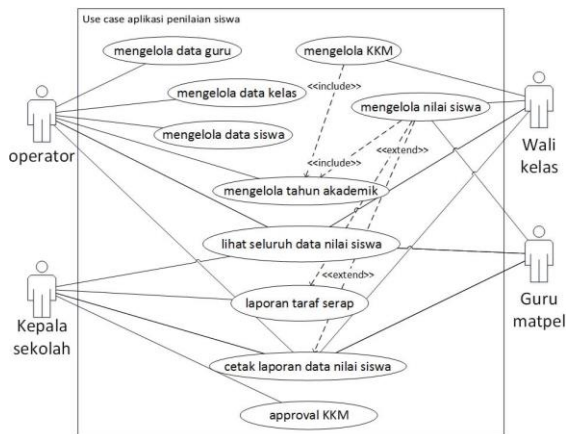 Use case aplikasi penilaian siswa
mengelola data guru
mengelola KKM
<<include>>
mengelola data kelas
mengelola nilai siswa
operator
mengelola data siswa
<<extend>>
Wali
kelas
<<include>>
mengelola tahun akademik
lihat seluruh data nilai siswa
<<extend>>
laporan taraf serap
Kepala
sekolah
Guru
matpel
cetak laporan data nilai siswa
approval KKM